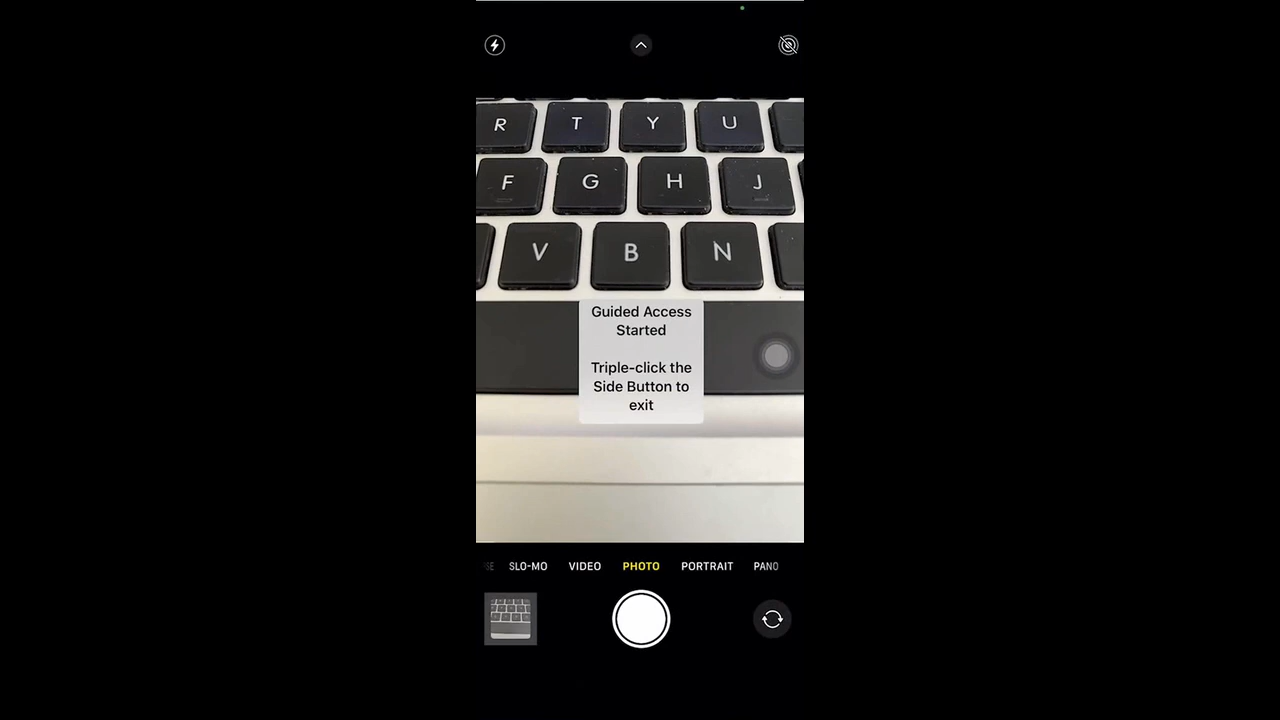 R T Y U
F G H J
V B N
Guided Access
Started
Triple-click the
Side Button to
exit
SLO-MO VIDEO PHOTO PORTRAIT PANO